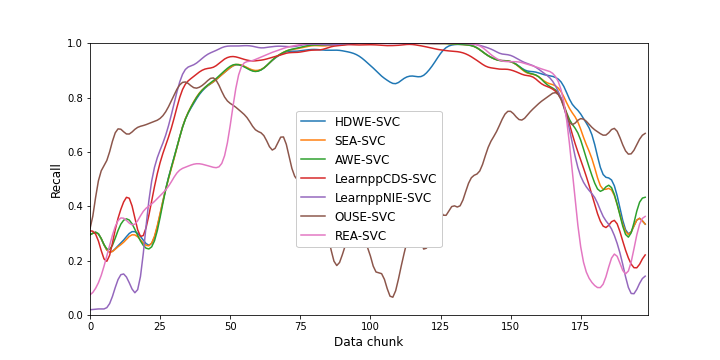 1.0
0.8
0.6
0.4
0.2
0.0
Recall
HDWE-SVC
SEA-SVC
AWE-SVC
LearnppCDS-SVC
LearnppNIE-SVC
OUSE-SVC
REA-SVC
0 25 50 75 100 125 150 175
Data chunk